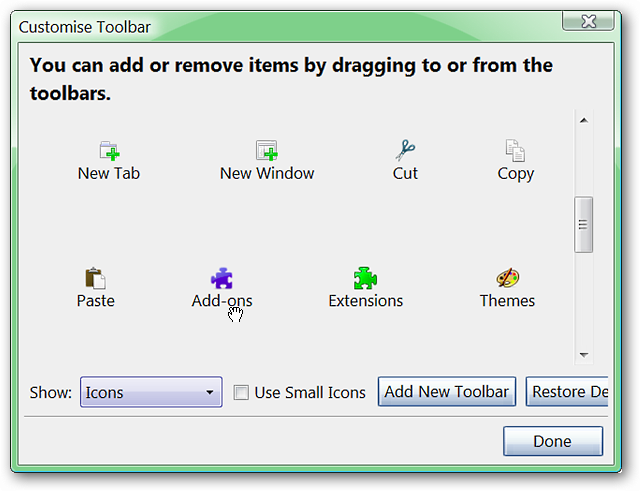 Customise Toolbar
You can add or remove items by dragging to or from the
toolbars.
New Tab New Window Cut Copy
Paste Add-ons Extensions Themes
Show: Icons Use Small Icons Add New Toolbar Restore De
Done